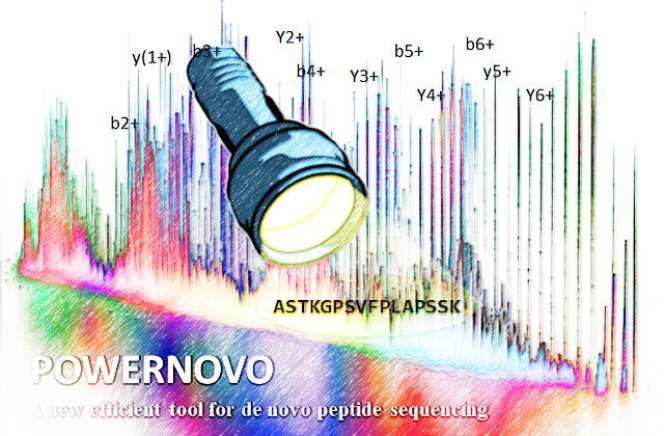 Y2+
b3+
b5+
b6+
y(1+)
b4+
Y3+
y5+
Y4+
Y6+
b2+
ASTKGPSVFPLAPSSK
POWERNOVO
A new efficient tool for de novo peptide sequencing